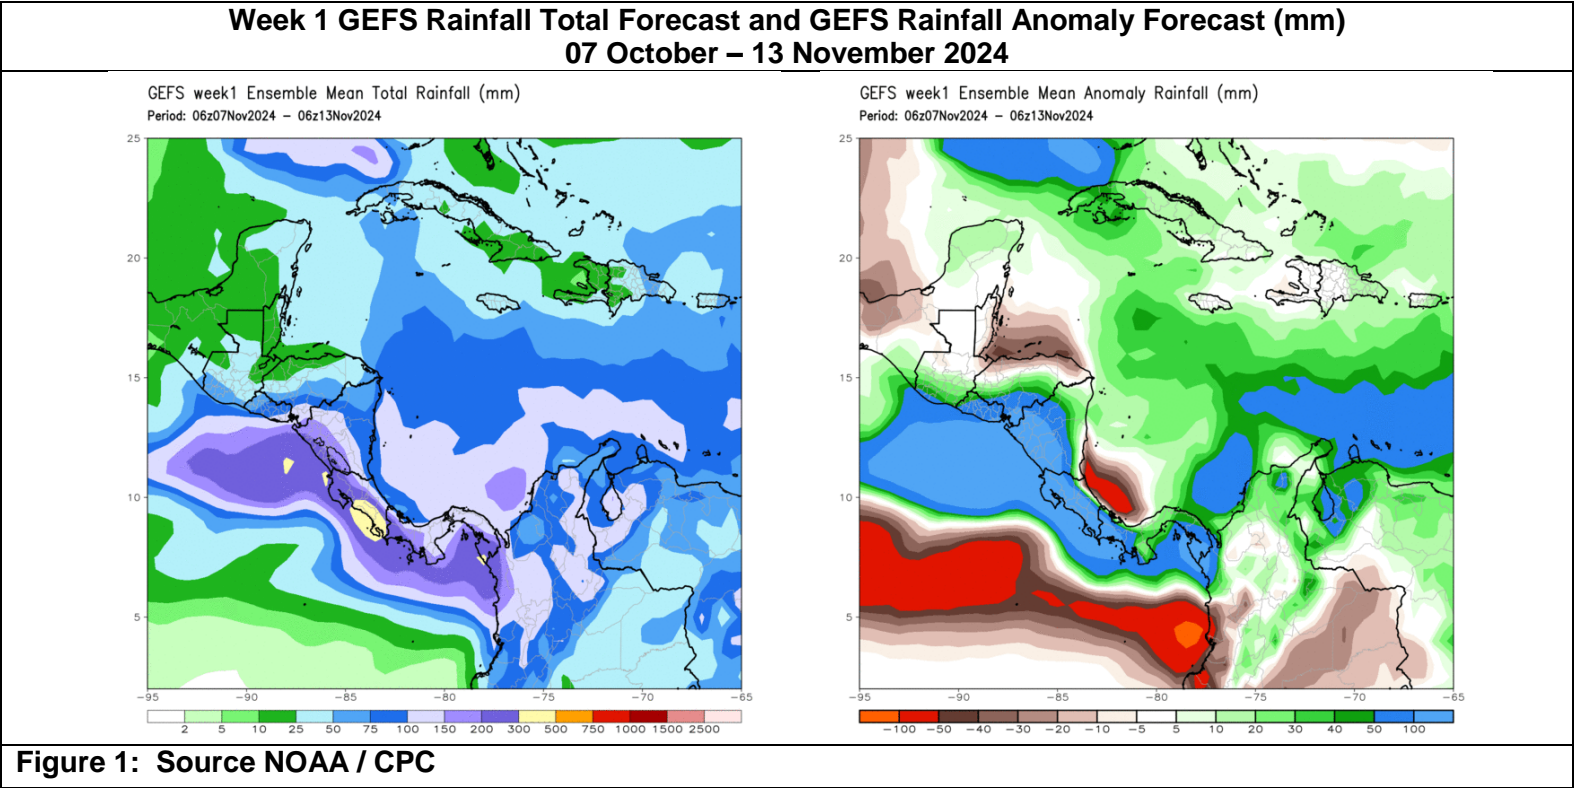 Week 1 GEFS Rainfall Total Forecast and GEFS Rainfall Anomaly Forecast (mm)
07 October – 13 November 2024
GEFS week1 Ensemble Mean Total Rainfall (mm)
Period: 06z07Nov2024 – 06z13Nov2024
25
20
15
10
5
−95 −90 −85 −80 −75 −70 −65
2 5 10 25 50 75 100 150 200 300 500 750 1000 1500 2500
GEFS week1 Ensemble Mean Anomaly Rainfall (mm)
Period: 06z07Nov2024 – 06z13Nov2024
25
20
15
10
5
−95 −90 −85 −80 −75 −70 −65
−100 −50 −40 −30 −20 −10 −5 5 10 20 30 40 50 100
Figure 1: Source NOAA / CPC